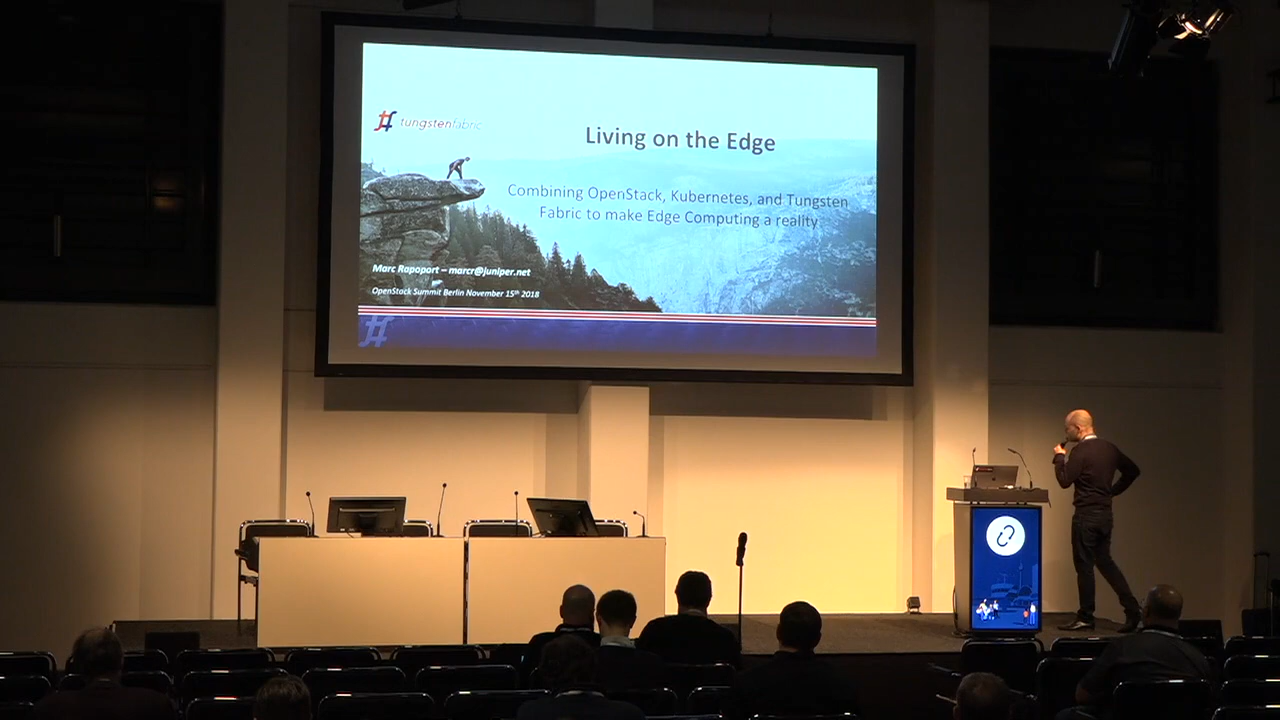 tungstenfabric
Living on the Edge
Combining OpenStack, Kubernetes, and Tungsten
Fabric to make Edge Computing a reality
Marc Rapoport – marcr@juniper.net
OpenStack Summit Berlin November 15th 2018